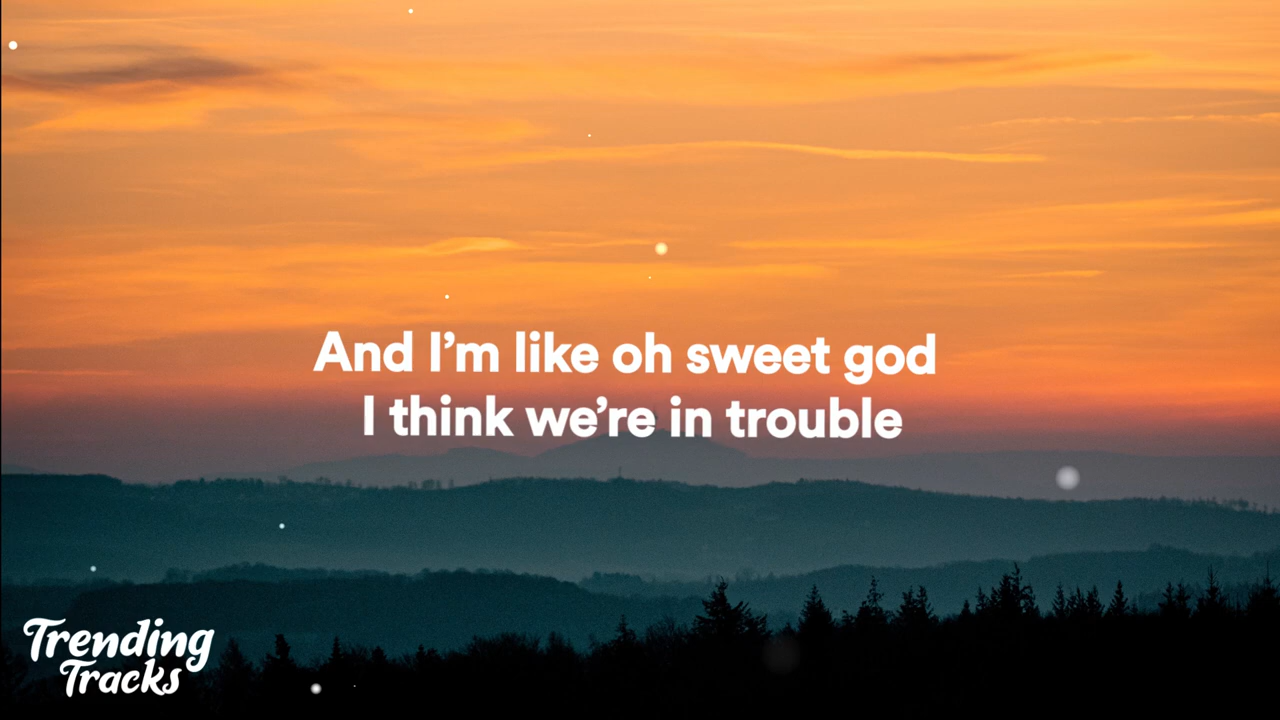 And I’m like oh sweet god
I think we’re in trouble
Trending
Tracks